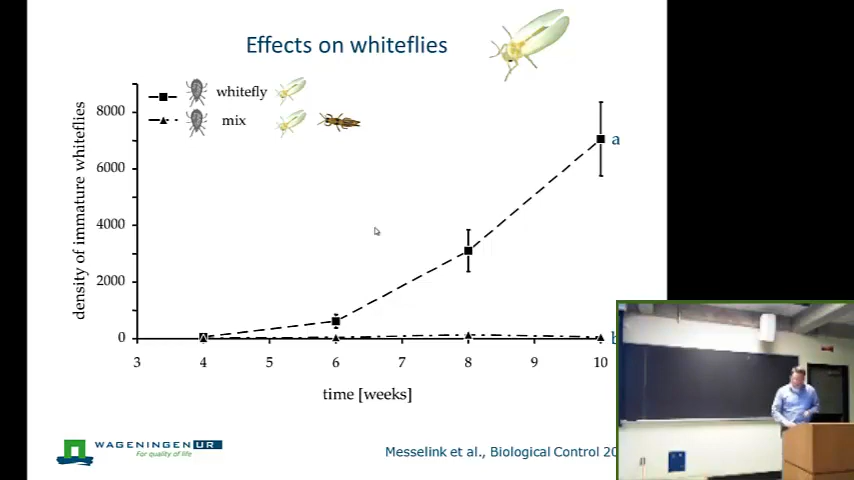 Effects on whiteflies
whitefly
mix
density of immature whiteflies
8000
6000
4000
2000
0
a
3 4 5 6 7 8 9 10
time [weeks]
WAGENINGEN UR
For quality of life
Messelink et al., Biological Control